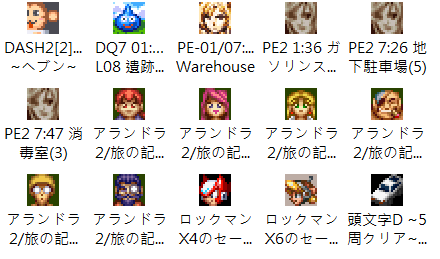 DASH2[2]...
~ヘブン~
DQ7 01:...
L08 遺跡...
PE-01/07:...
Warehouse
PE2 1:36 ガ
ソリンス...
PE2 7:26 地
下駐車場(5)
PE2 7:47 消
毒室(3)
アランドラ
2/旅の記...
アランドラ
2/旅の記...
アランドラ
2/旅の記...
アランドラ
2/旅の記...
アランドラ
2/旅の記...
アランドラ
2/旅の記...
ロックマン
X4のセー...
ロックマン
X6のセー...
頭文字D ~5
周クリア~...